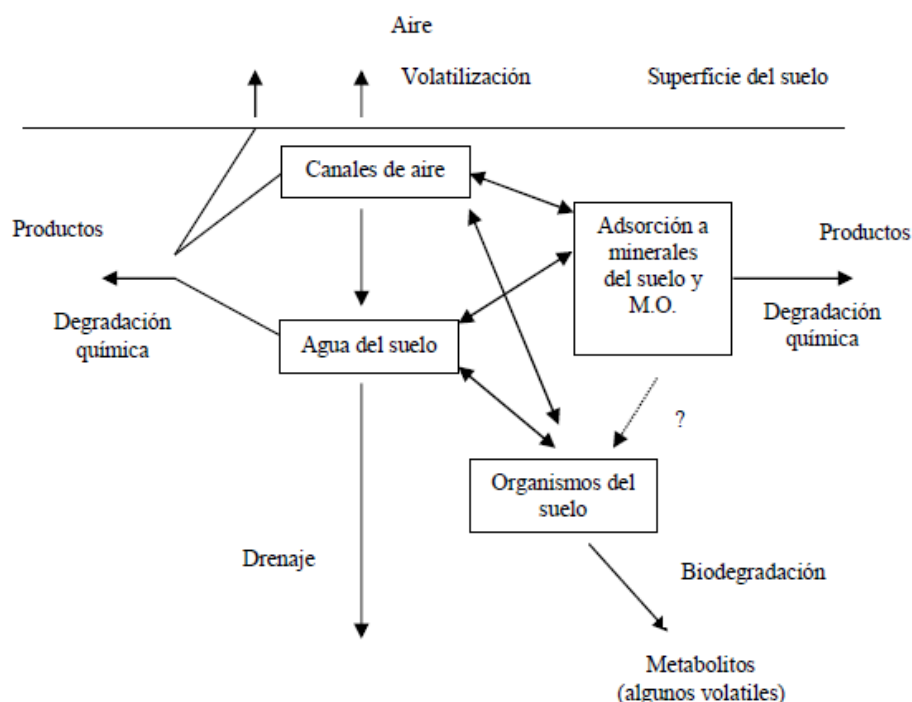 Aire
Volatilización
Superficie del suelo
Canales de aire
Productos
Adsorción a
minerales
del suelo y
M.O.
Productos
Degradación
química
Agua del suelo
Degradación
química
?
Organismos del
suelo
Drenaje
Biodegradación
Metabolitos
(algunos volatiles)